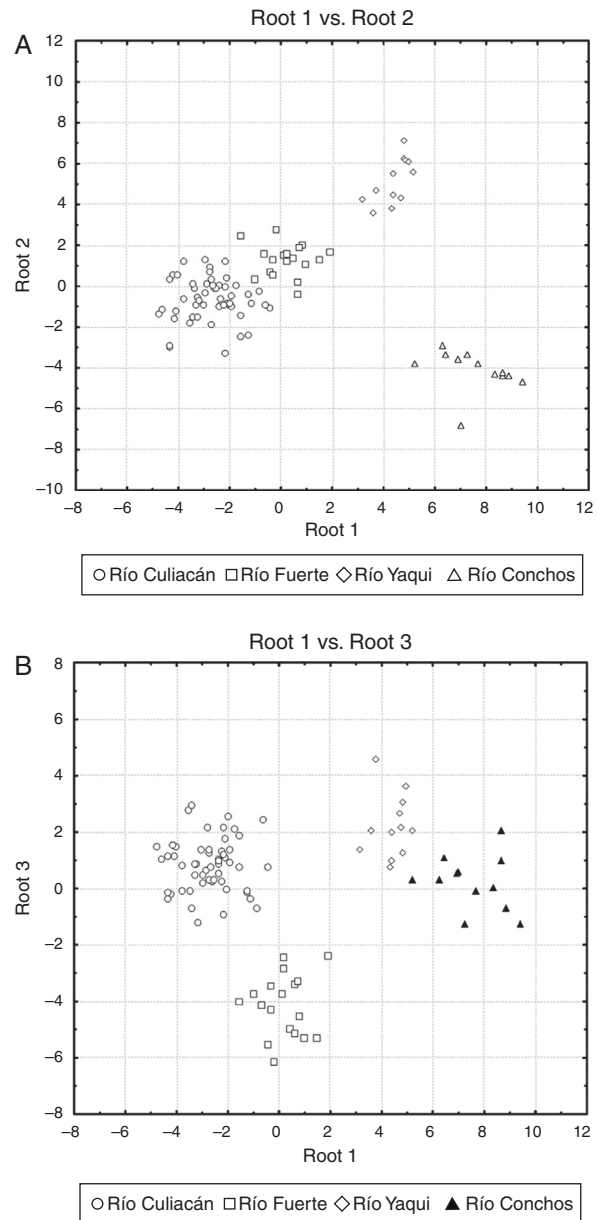 Root 1 vs. Root 2
A
12
10
8
6
4
2
0
−2
−4
−6
−8
−10
Root 2
−8 −6 −4 −2 0 2 4 6 8 10 12
Root 1
Río Culiacán Río Fuerte Río Yaqui Río Conchos
Root 1 vs. Root 3
B
8
6
4
2
0
−2
−4
−6
−8
Root 3
−8 −6 −4 −2 0 2 4 6 8 10 12
Root 1
Río Culiacán Río Fuerte Río Yaqui Río Conchos